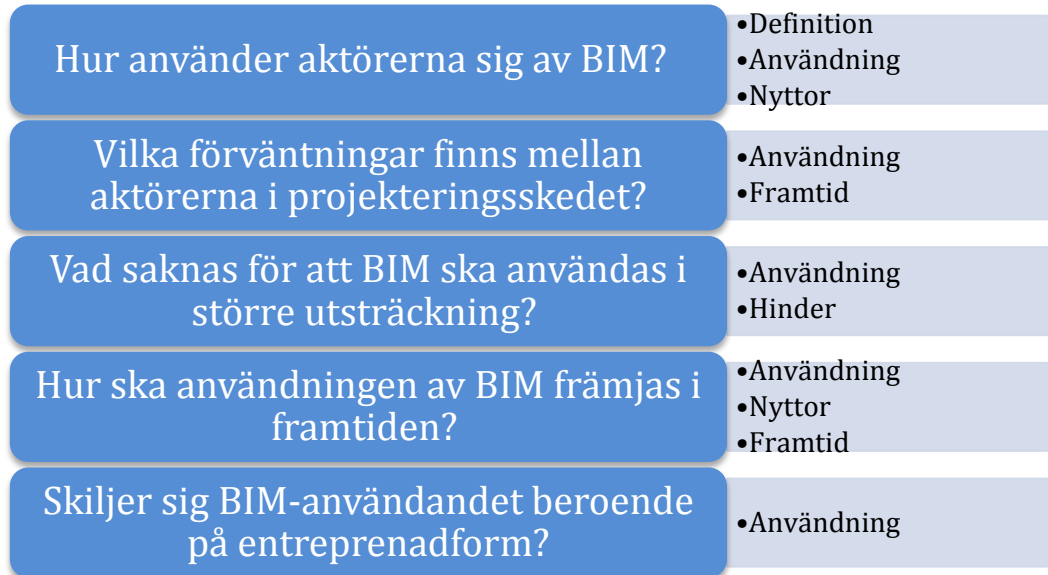 Hur använder aktörerna sig av BIM?
•Definition
•Användning
•Nyttor
Vilka förväntningar finns mellan
aktörerna i projekteringsskedet?
•Användning
•Framtid
Vad saknas för att BIM ska användas i
större utsträckning?
•Användning
•Hinder
Hur ska användningen av BIM främjas i
framtiden?
•Användning
•Nyttor
•Framtid
Skiljer sig BIM-användandet beroende
på entreprenadform?
•Användning